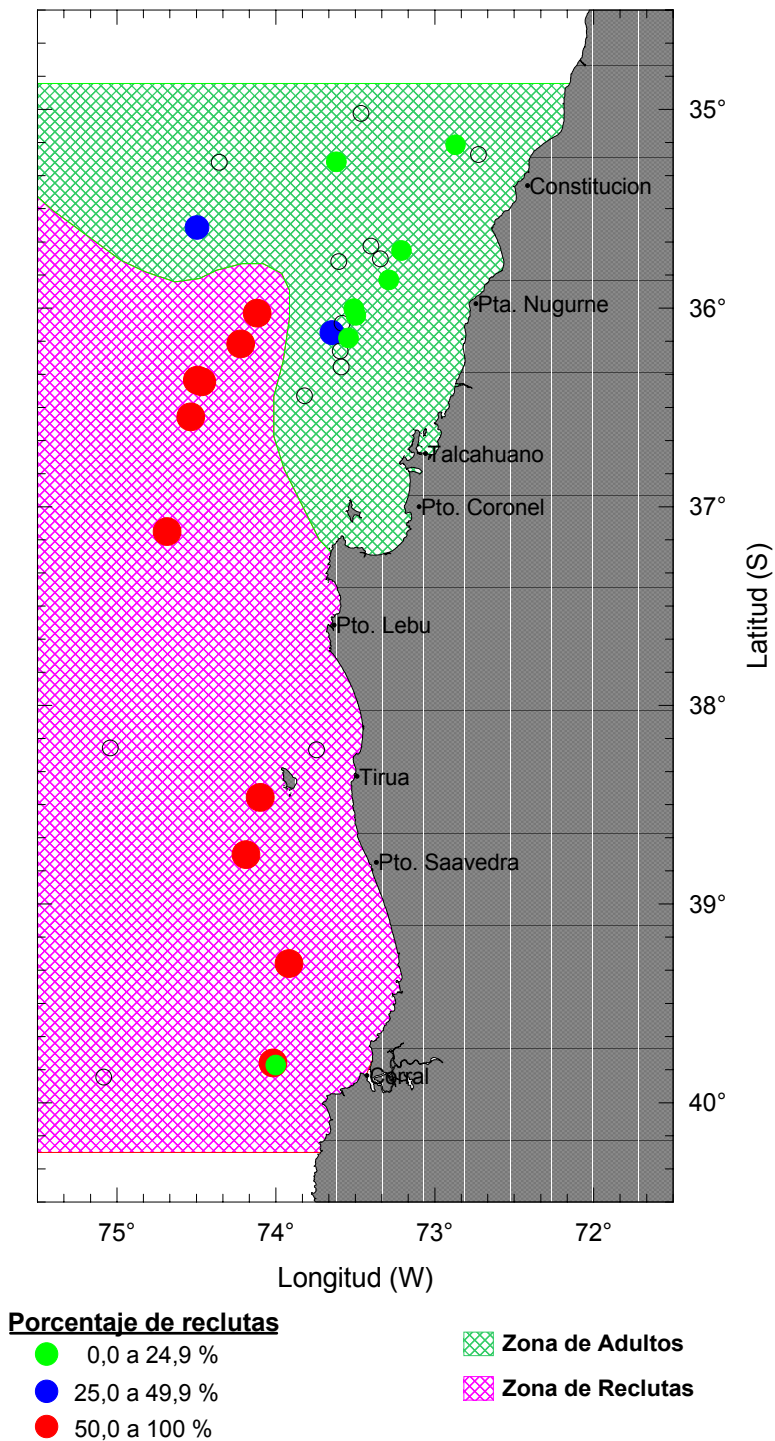 35°
Constitucion
36°
Pta. Nugurne
Talcahuano
37°
Pto. Coronel
Pto. Lebu
Latitud (S)
38°
Tirua
Pto. Saavedra
39°
Corral
40°
75°
74°
73°
72°
Longitud (W)
Porcentaje de reclutas
0,0 a 24,9 %
25,0 a 49,9 %
50,0 a 100 %
Zona de Adultos
Zona de Reclutas